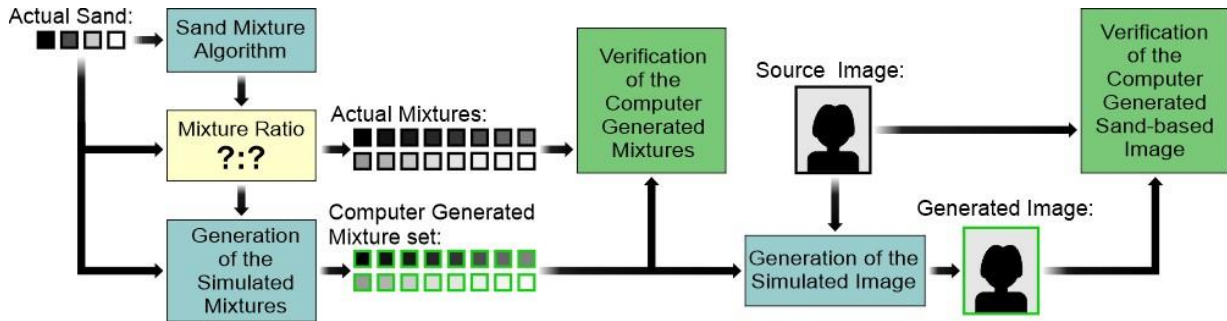 Actual Sand:
Sand Mixture
Algorithm
Mixture Ratio
?:?
Generation
of the
Simulated
Mixtures
Actual Mixtures:
Computer Generated
Mixture set:
Verification
of the
Computer
Generated
Mixtures
Source Image:
Generation of the
Simulated Image
Generated Image:
Verification
of the
Computer
Generated
Sand-based
Image